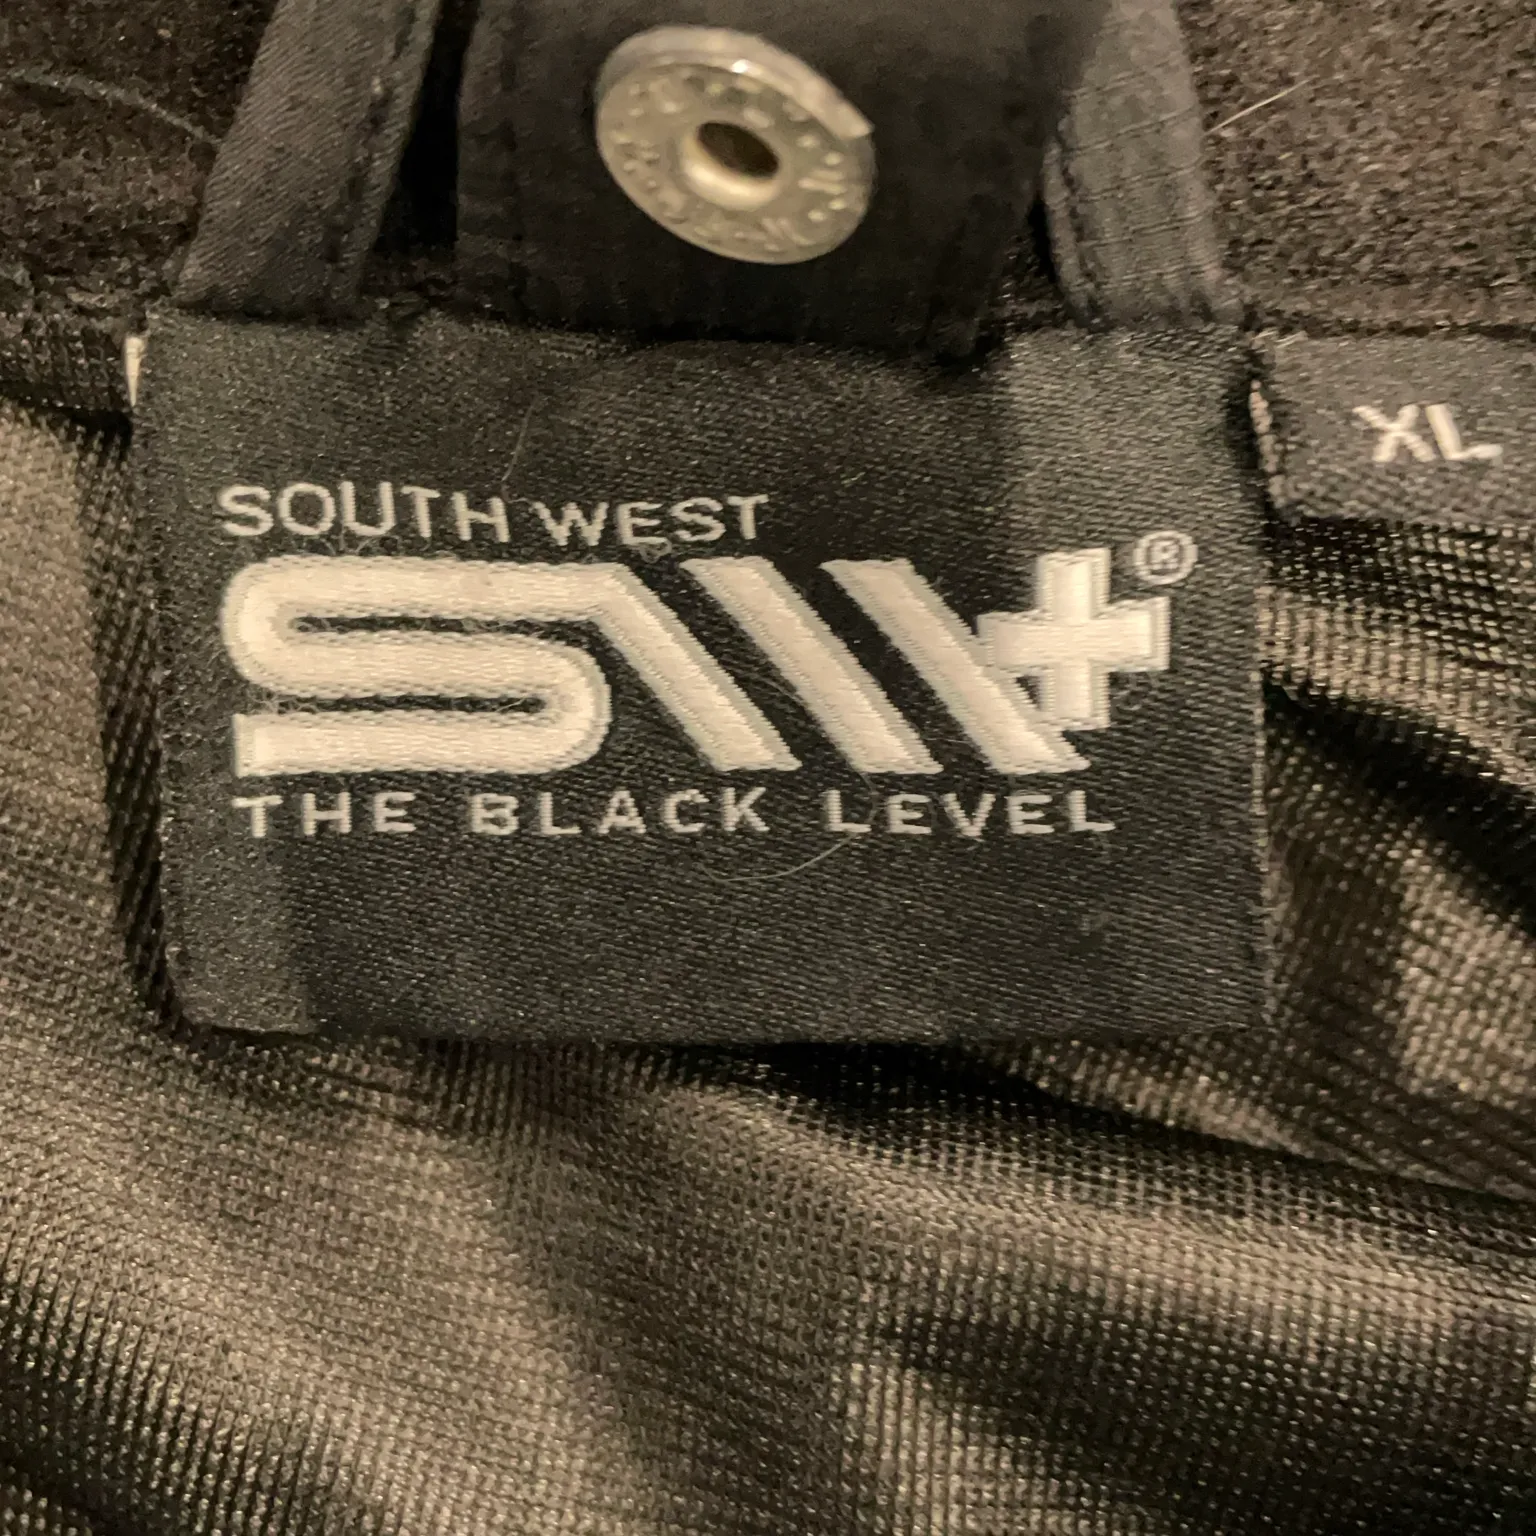 SOUTH WEST
SW+®
THE BLACK LEVEL
XL